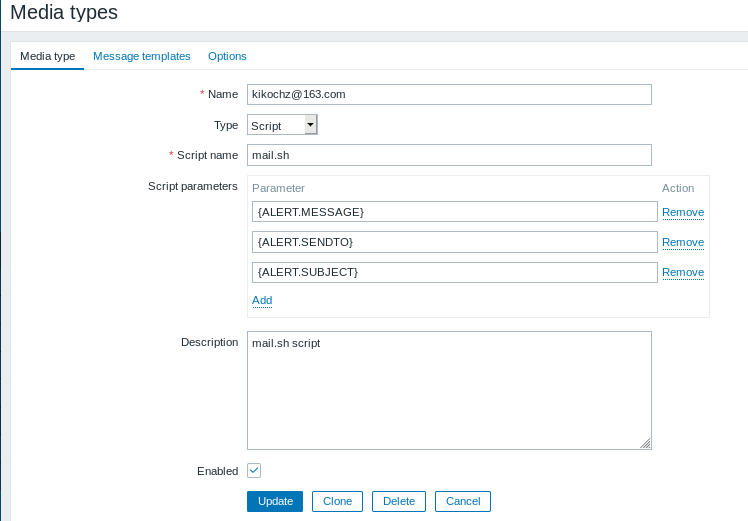 Media types
Media type Message templates Options
* Name kikochz@163.com
Type Script
* Script name mail.sh
Script parameters Parameter Action
{ALERT.MESSAGE} Remove
{ALERT.SENDTO} Remove
{ALERT.SUBJECT} Remove
Add
Description mail.sh script
Enabled
Update Clone Delete Cancel